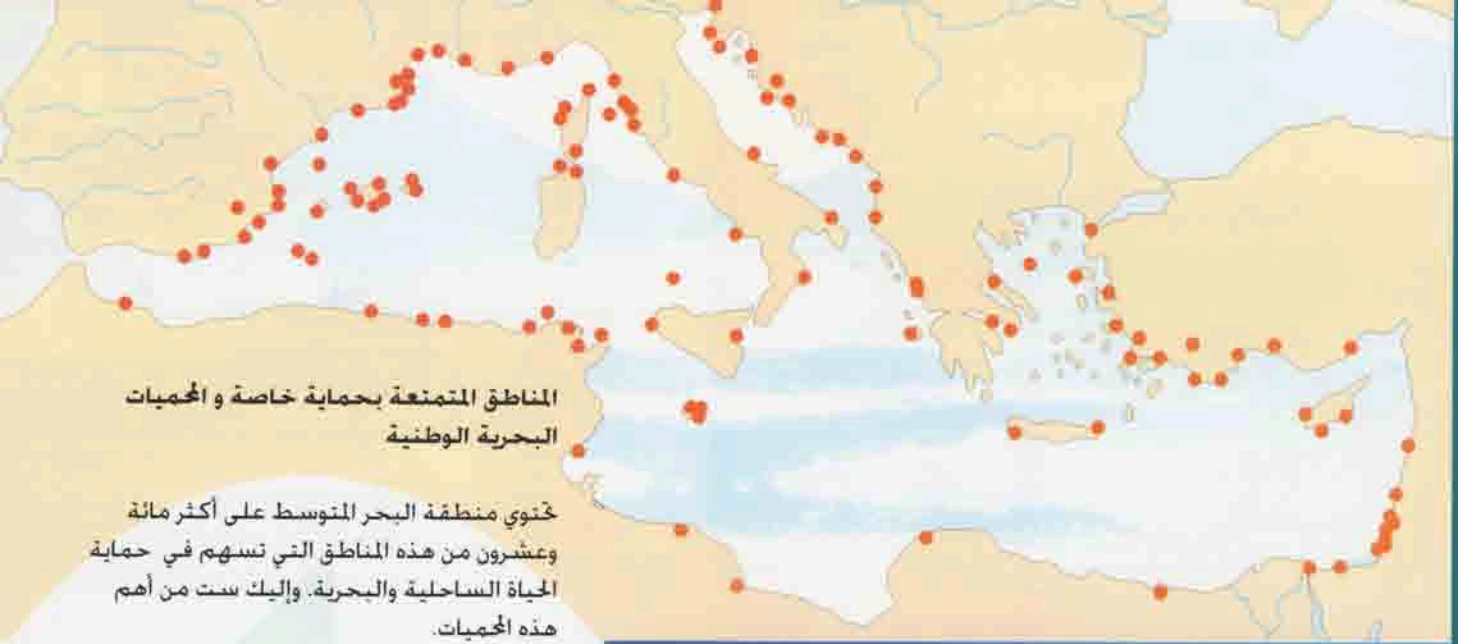 المناطق المتمتعة بحماية خاصة و المحميات
البحرية الوطنية
تحتوي منطقة البحر المتوسط على أكثر مائة
وعشرون من هذه المناطق التي تسهم في حماية
الحياة الساحلية والبحرية. وإليك ست من أهم
هذه المحميات.